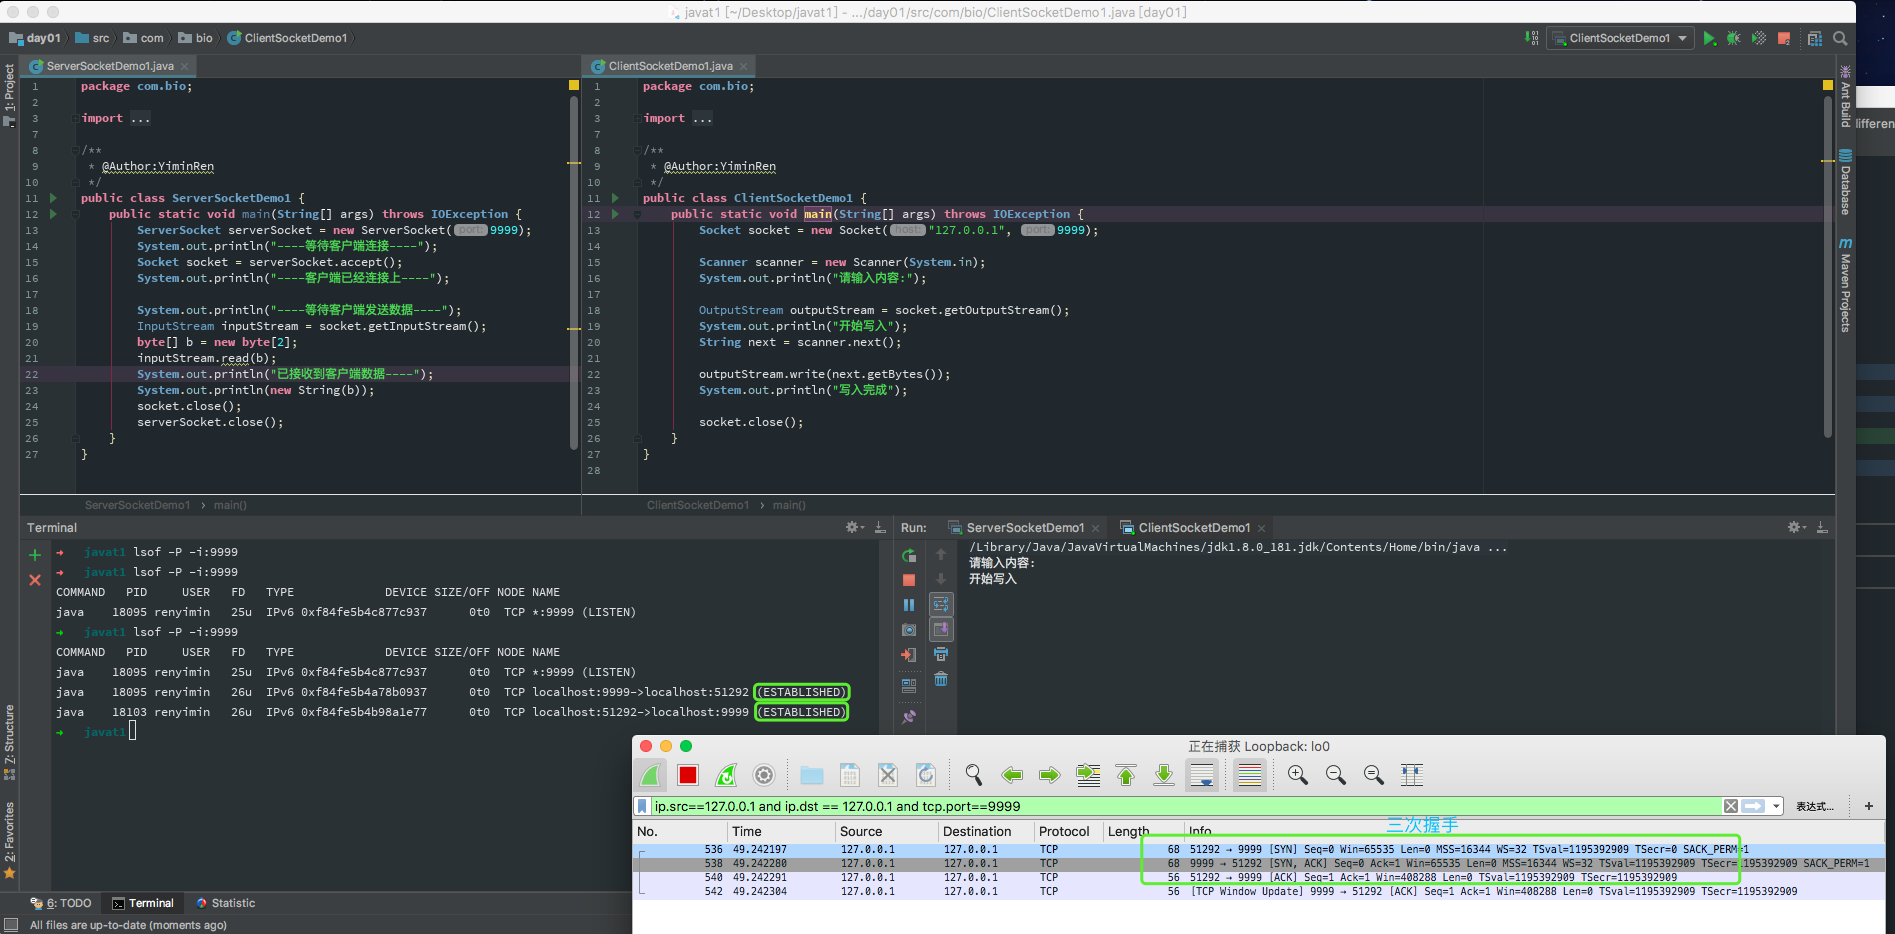 javat1 [~/Desktop/javat1] - .../day01/src/com/bio/ClientSocketDemo1.java [day01]
day01 src com bio ClientSocketDemo1
ClientSocketDemo1
1: Project
ServerSocketDemo1.java
1 package com.bio;
2
3 import ...
7
8 /**
9 * @Author:YiminRen
10 */
11 public class ServerSocketDemo1 {
12 public static void main(String[] args) throws IOException {
13 ServerSocket serverSocket = new ServerSocket( port: 9999);
14 System.out.println("----等待客户端连接----");
15 Socket socket = serverSocket.accept();
16 System.out.println("----客户端已经连接上----");
17
18 System.out.println("----等待客户端发送数据----");
19 InputStream inputStream = socket.getInputStream();
20 byte[] b = new byte[2];
21 inputStream.read(b);
22 System.out.println("已接收到客户端数据----");
23 System.out.println(new String(b));
24 socket.close();
25 serverSocket.close();
26 }
27 }
ServerSocketDemo1 › main()
ClientSocketDemo1.java
1 package com.bio;
2
3 import ...
7
8 /**
9 * @Author:YiminRen
10 */
11 public class ClientSocketDemo1 {
12 public static void main(String[] args) throws IOException {
13 Socket socket = new Socket( host: "127.0.0.1", port: 9999);
14
15 Scanner scanner = new Scanner(System.in);
16 System.out.println("请输入内容:");
17
18 OutputStream outputStream = socket.getOutputStream();
19 System.out.println("开始写入");
20 String next = scanner.next();
21
22 outputStream.write(next.getBytes());
23 System.out.println("写入完成");
24
25 socket.close();
26 }
27 }
28
ClientSocketDemo1 › main()
Ant Build
Database
m Maven Projects
ifferen
Terminal
→ javat1 lsof -P -i:9999
→ javat1 lsof -P -i:9999
COMMAND PID USER FD TYPE DEVICE SIZE/OFF NODE NAME
java 18095 renyimin 25u IPv6 0xf84fe5b4c877c937 0t0 TCP *:9999 (LISTEN)
→ javat1 lsof -P -i:9999
COMMAND PID USER FD TYPE DEVICE SIZE/OFF NODE NAME
java 18095 renyimin 25u IPv6 0xf84fe5b4c877c937 0t0 TCP *:9999 (LISTEN)
java 18095 renyimin 26u IPv6 0xf84fe5b4a78b0937 0t0 TCP localhost:9999->localhost:51292 (ESTABLISHED)
java 18103 renyimin 26u IPv6 0xf84fe5b4b98a1e77 0t0 TCP localhost:51292->localhost:9999 (ESTABLISHED)
→ javat1
Run: ServerSocketDemo1 ClientSocketDemo1
/Library/Java/JavaVirtualMachines/jdk1.8.0_181.jdk/Contents/Home/bin/java ...
请输入内容:
开始写入
Z: Structure
2: Favorites
正在捕获 Loopback: lo0
ip.src==127.0.0.1 and ip.dst == 127.0.0.1 and tcp.port==9999
表达式... +
No. Time Source Destination Protocol Length Info
三次握手
536 49.242197 127.0.0.1 127.0.0.1 TCP 68 51292 → 9999 [SYN] Seq=0 Win=65535 Len=0 MSS=16344 WS=32 TSval=1195392909 TSecr=0 SACK_PERM=1
538 49.242280 127.0.0.1 127.0.0.1 TCP 68 9999 → 51292 [SYN, ACK] Seq=0 Ack=1 Win=65535 Len=0 MSS=16344 WS=32 TSval=1195392909 TSecr=1195392909 SACK_PERM=1
540 49.242291 127.0.0.1 127.0.0.1 TCP 56 51292 → 9999 [ACK] Seq=1 Ack=1 Win=408288 Len=0 TSval=1195392909 TSecr=1195392909
542 49.242304 127.0.0.1 127.0.0.1 TCP 56 [TCP Window Update] 9999 → 51292 [ACK] Seq=1 Ack=1 Win=408288 Len=0 TSval=1195392909 TSecr=1195392909
6: TODO Terminal Statistic
All files are up-to-date (moments ago)